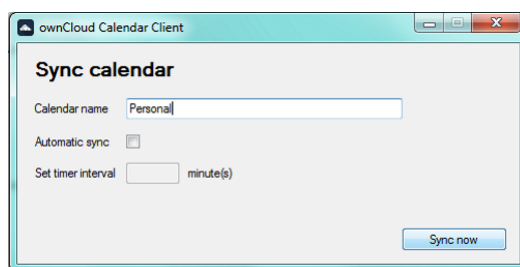 ownCloud Calendar Client
Sync calendar
Calendar name Personal
Automatic sync
Set timer interval minute(s)
Sync now